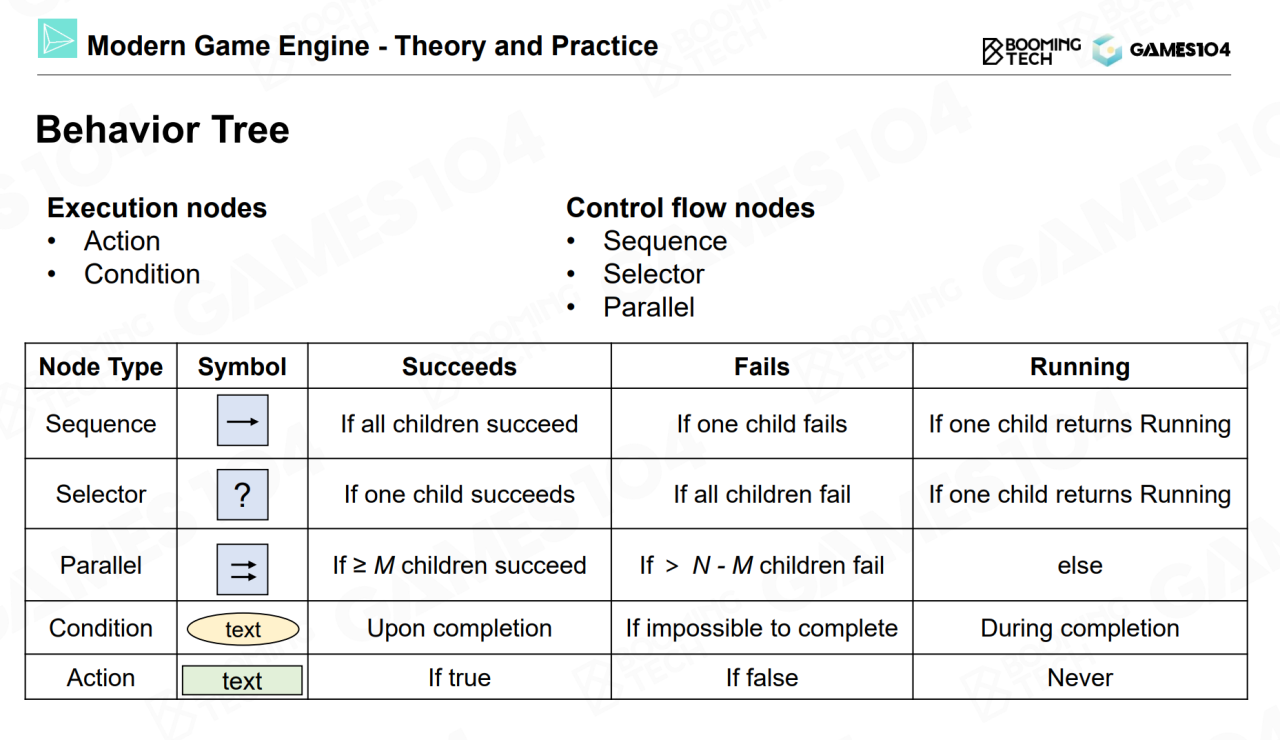 Modern Game Engine - Theory and Practice
BOOMING
TECH
GAMES104
Behavior Tree
Execution nodes
• Action
• Condition
Control flow nodes
• Sequence
• Selector
• Parallel
Node Type Symbol Succeeds Fails Running
Sequence → If all children succeed If one child fails If one child returns Running
Selector ? If one child succeeds If all children fail If one child returns Running
Parallel ⇉ If ≥ M children succeed If > N - M children fail else
Condition text Upon completion If impossible to complete During completion
Action text If true If false Never